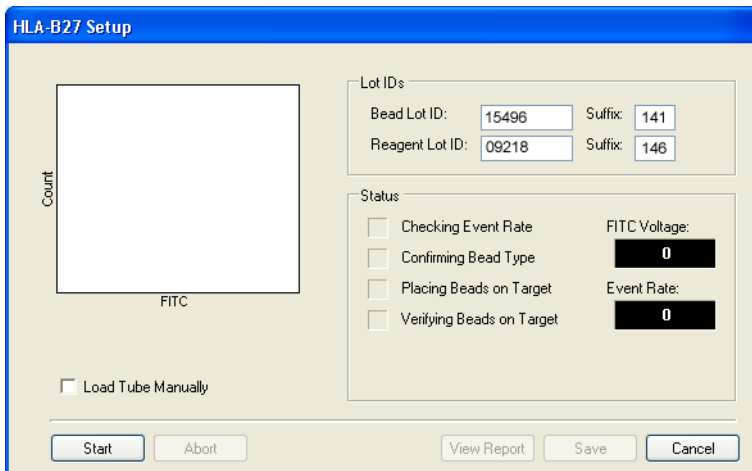 HLA-B27 Setup
Count
FITC
Load Tube Manually
Lot IDs
Bead Lot ID: 15496 Suffix: 141
Reagent Lot ID: 09218 Suffix: 146
Status
Checking Event Rate
Confirming Bead Type
Placing Beads on Target
Verifying Beads on Target
FITC Voltage:
0
Event Rate:
0
Start Abort View Report Save Cancel